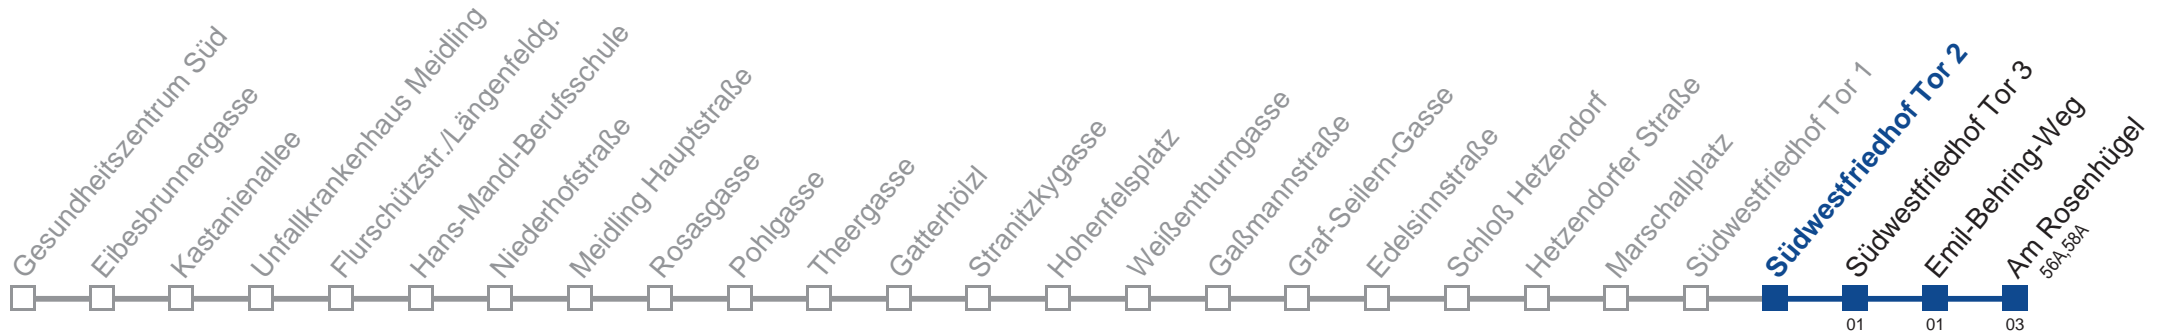 Gesundheitszentrum Süd
Eibesbrunnergasse
Kastanienallee
Unfallkrankenhaus Meidling
Flurschützstr./Längenfeldg.
Hans-Mandl-Berufsschule
Niederhofstraße
Meidling Hauptstraße
Rosasgasse
Pohlgasse
Theergasse
Gatterhölzl
Stranitzkygasse
Hohenfelsplatz
Weißenthurngasse
Gaßmannstraße
Graf-Seilern-Gasse
Edelsinnstraße
Schloß Hetzendorf
Hetzendorfer Straße
Marschallplatz
Südwestfriedhof Tor 1
Südwestfriedhof Tor 2
Südwestfriedhof Tor 3
Emil-Behring-Weg
Am Rosenhügel
56A,58A
01
01
03